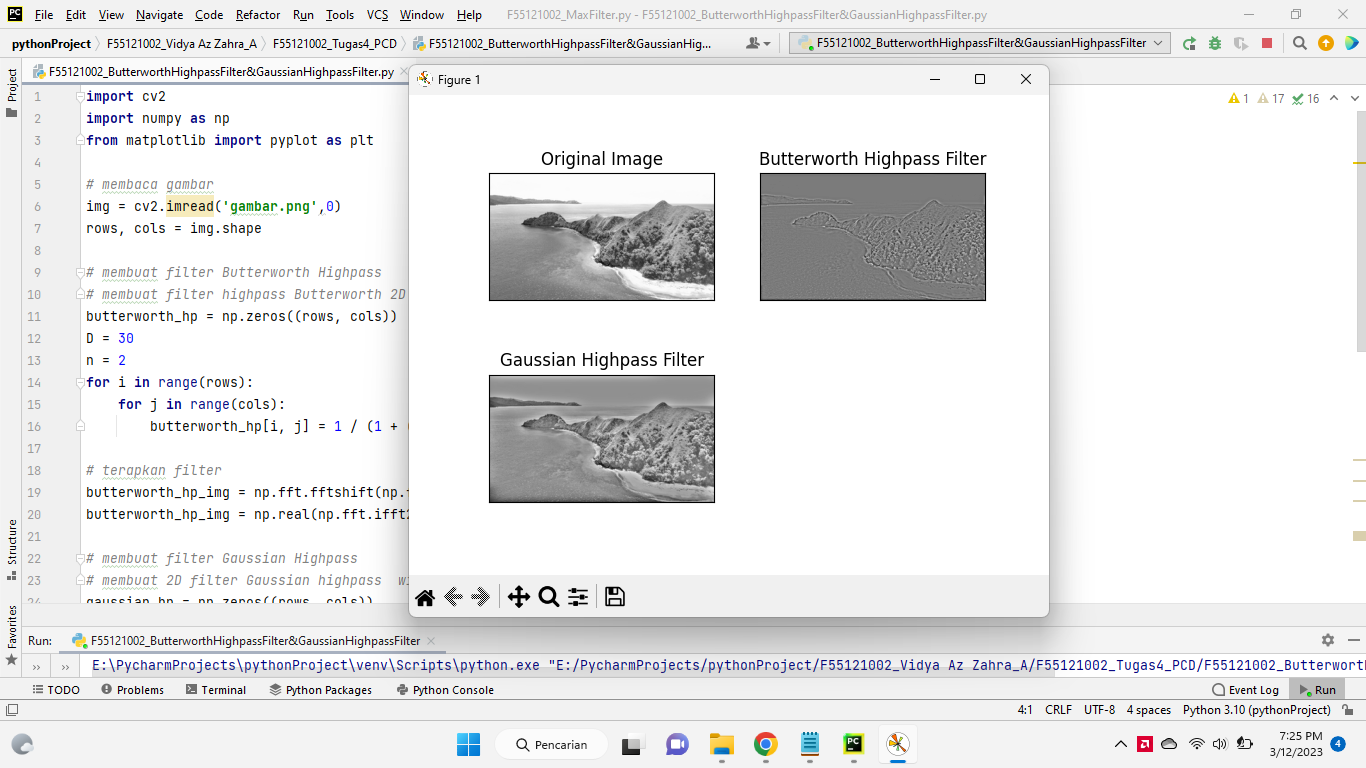 PC File Edit View Navigate Code Refactor Run Tools VCS Window Help F55121002_MaxFilter.py - F55121002_ButterworthHighpassFilter&GaussianHighpassFilter.py
pythonProject F55121002_Vidya Az Zahra_A F55121002_Tugas4_PCD F55121002_ButterworthHighpassFilter&GaussianHig... F55121002_ButterworthHighpassFilter&GaussianHighpassFilter
Project
F55121002_ButterworthHighpassFilter&GaussianHighpassFilter.py
1 17 16
1 import cv2
2 import numpy as np
3 from matplotlib import pyplot as plt
4
5 # membaca gambar
6 img = cv2.imread('gambar.png',0)
7 rows, cols = img.shape
8
9 # membuat filter Butterworth Highpass
10 # membuat filter highpass Butterworth 2D
11 butterworth_hp = np.zeros((rows, cols))
12 D = 30
13 n = 2
14 for i in range(rows):
15 for j in range(cols):
16 butterworth_hp[i, j] = 1 / (1 +
17
18 # terapkan filter
19 butterworth_hp_img = np.fft.fftshift(np.
20 butterworth_hp_img = np.real(np.fft.ifft2
21
22 # membuat filter Gaussian Highpass
23 # membuat 2D filter Gaussian highpass wi
24 gaussian_hp = np.zeros((rows, cols))
Figure 1
Original Image
Butterworth Highpass Filter
Gaussian Highpass Filter
Structure
Favorites
Run: F55121002_ButterworthHighpassFilter&GaussianHighpassFilter
E:\PycharmProjects\pythonProject\venv\Scripts\python.exe "E:/PycharmProjects/pythonProject/F55121002_Vidya Az Zahra_A/F55121002_Tugas4_PCD/F55121002_Butterwort
TODO Problems Terminal Python Packages Python Console Event Log Run
4:1 CRLF UTF-8 4 spaces Python 3.10 (pythonProject)
Pencarian
PC
7:25 PM
3/12/2023
4